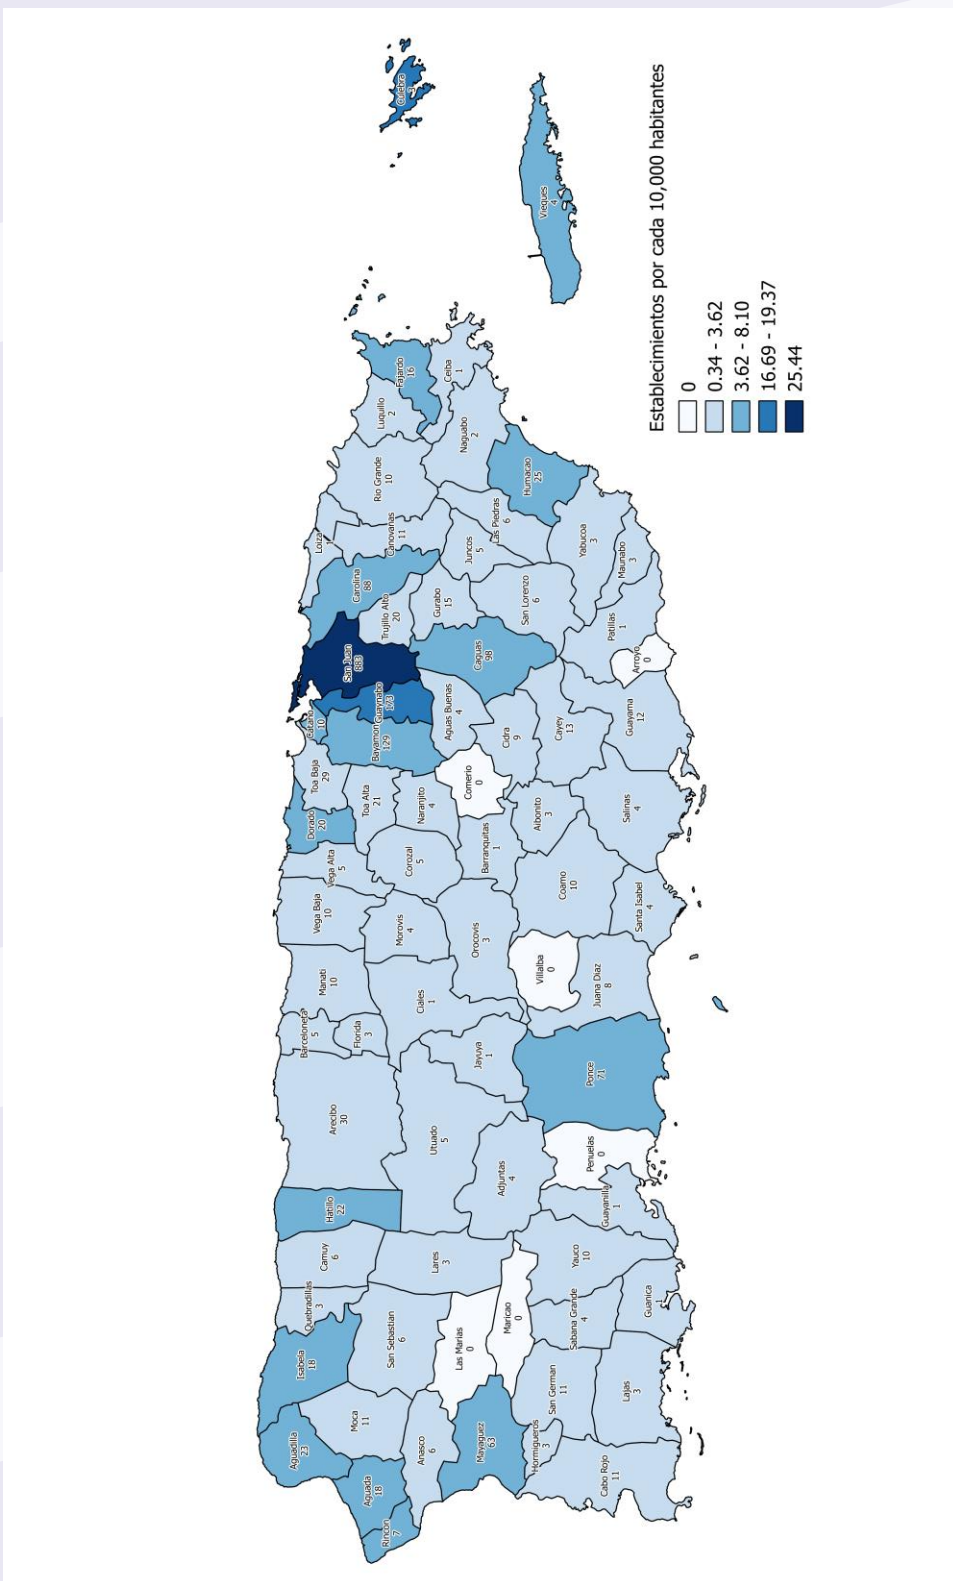 Culebra
3
Vieques
4
Establecimientos por cada 10,000 habitantes
0
0.34 - 3.62
3.62 - 8.10
16.69 - 19.37
25.44
Fajardo
16
Ceiba
1
Luquillo
2
Naguabo
2
Rio Grande
10
Humacao
25
Loiza
1
Canovanas
11
Las Piedras
6
Juncos
5
Yabucoa
3
Maunabo
3
Carolina
88
Trujillo Alto
20
Gurabo
15
San Lorenzo
6
Patillas
1
San Juan
883
Caguas
98
Arroyo
0
Guaynabo
173
Catano
10
Bayamon
129
Aguas Buenas
4
Cidra
9
Cayey
13
Guayama
12
Toa Baja
29
Toa Alta
21
Naranjito
4
Comerio
0
Dorado
20
Aibonito
3
Salinas
4
Vega Alta
5
Corozal
5
Barranquitas
1
Coamo
10
Santa Isabel
4
Vega Baja
10
Morovis
4
Orocovis
3
Villalba
0
Juana Diaz
8
Manati
10
Ciales
1
Barceloneta
5
Florida
3
Jayuya
1
Ponce
71
Arecibo
30
Utuado
5
Adjuntas
4
Penuelas
0
Guayanilla
1
Hatillo
22
Camuy
6
Lares
3
Yauco
10
Quebradillas
3
Maricao
0
Sabana Grande
4
Guanica
1
San Sebastian
6
Las Marias
0
Isabela
18
San German
11
Lajas
3
Moca
11
Aguadilla
23
Anasco
6
Mayaguez
63
Hormigueros
3
Cabo Rojo
11
Aguada
18
Rincon
7